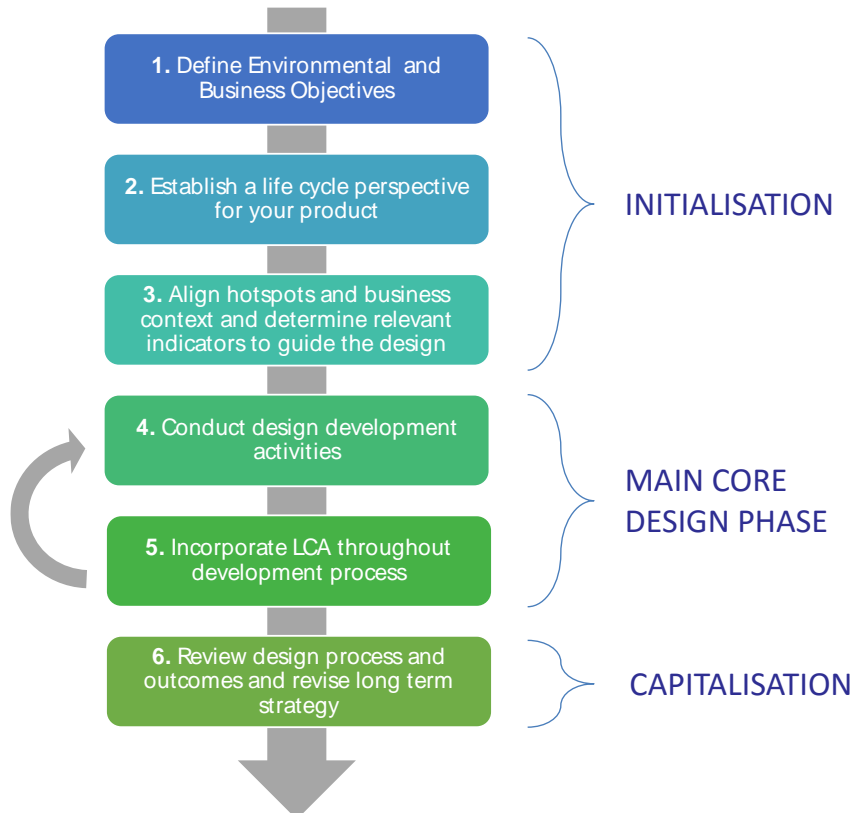 1. Define Environmental and
Business Objectives
2. Establish a life cycle perspective
for your product
3. Align hotspots and business
context and determine relevant
indicators to guide the design
INITIALISATION
4. Conduct design development
activities
5. Incorporate LCA throughout
development process
MAIN CORE
DESIGN PHASE
6. Review design process and
outcomes and revise long term
strategy
CAPITALISATION